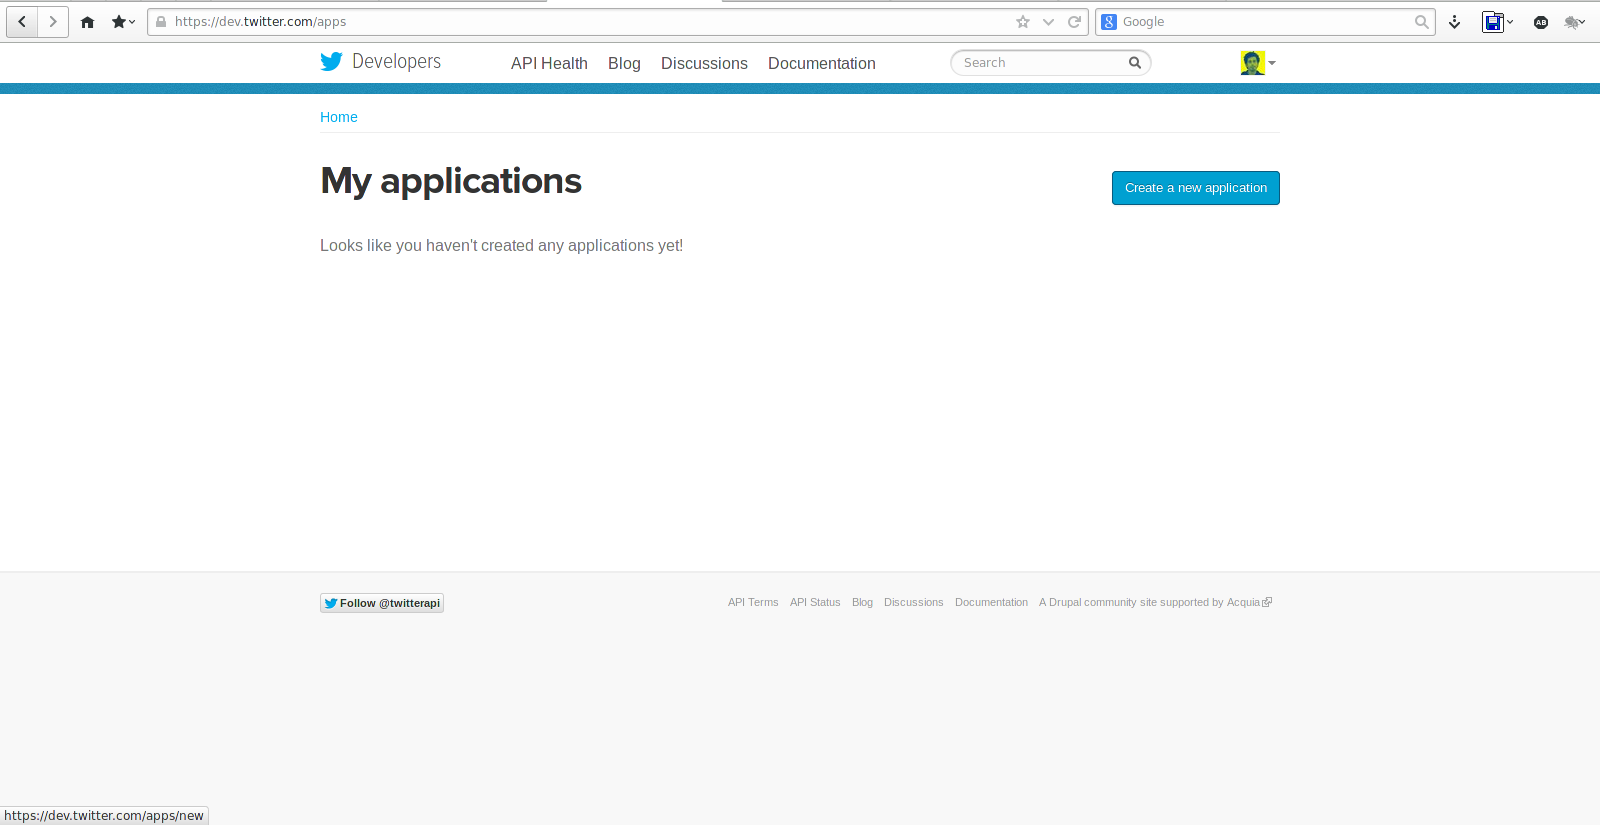 https://dev.twitter.com/apps
Google
AB
Developers
API Health Blog Discussions Documentation
Search
Home
My applications
Create a new application
Looks like you haven't created any applications yet!
Follow @twitterapi
API Terms API Status Blog Discussions Documentation A Drupal community site supported by Acquia
https://dev.twitter.com/apps/new